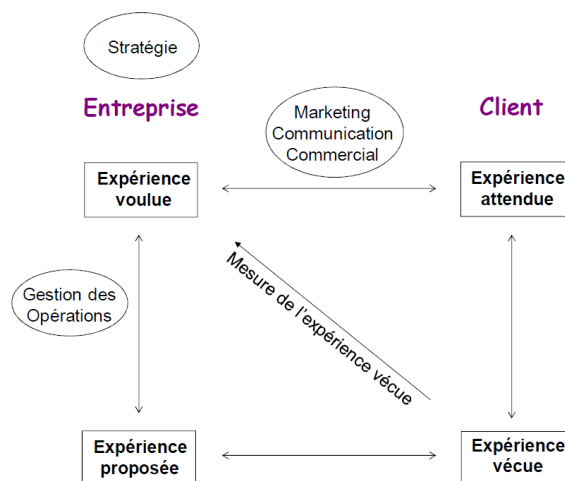 Stratégie
Entreprise
Client
Marketing
Communication
Commercial
Expérience
voulue
Expérience
attendue
Gestion des
Opérations
Mesure de l'expérience vécue
Expérience
proposée
Expérience
vécue